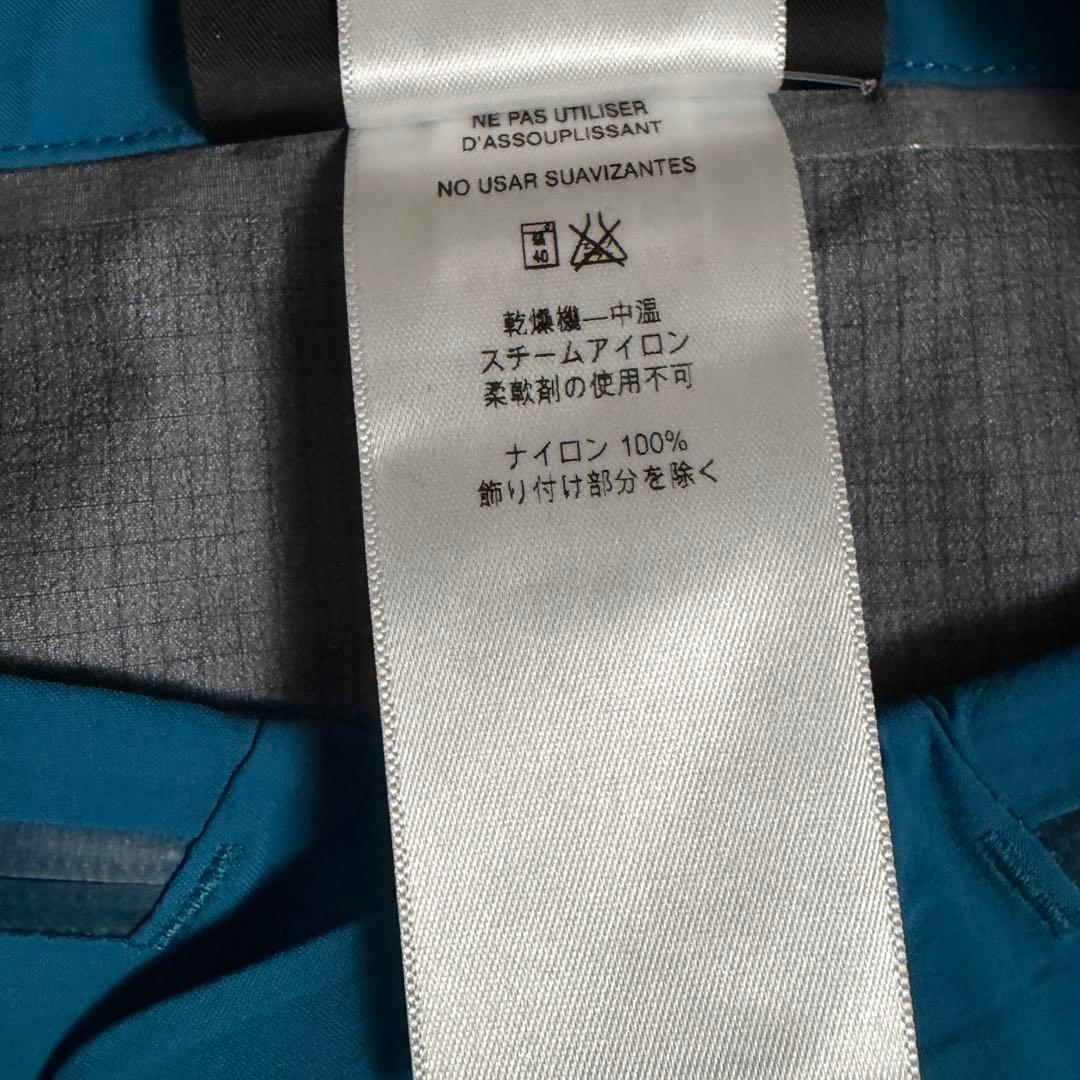 NE PAS UTILISER
D'ASSOUPLISSANT
NO USAR SUAVIZANTES
40
乾燥機—中温
スチームアイロン
柔軟剤の使用不可
ナイロン 100%
飾り付け部分を除く